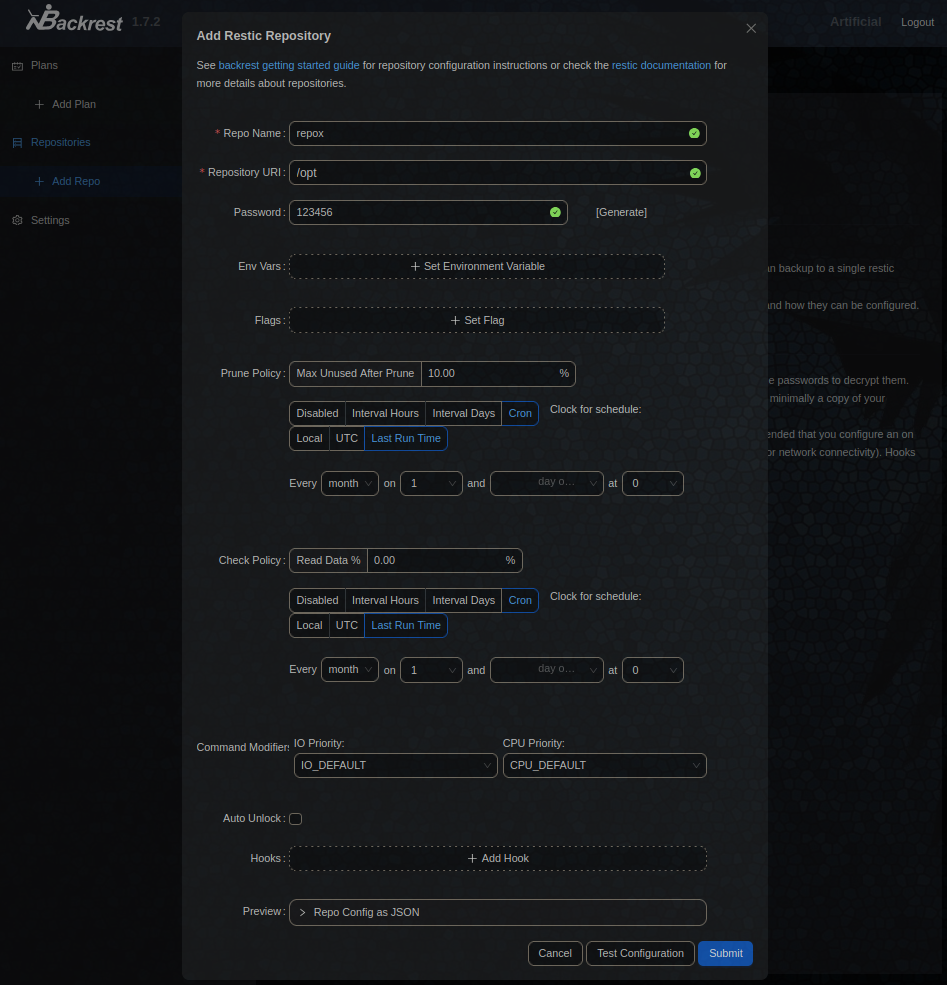 Backrest 1.7.2
Artificial
Logout
Plans
Add Plan
Repositories
Add Repo
Settings
Add Restic Repository
See backrest getting started guide for repository configuration instructions or check the restic documentation for
more details about repositories.
* Repo Name: repox
* Repository URI: /opt
Password: 123456 [Generate]
Env Vars: + Set Environment Variable
Flags: + Set Flag
Prune Policy: Max Unused After Prune 10.00 %
Disabled Interval Hours Interval Days Cron Clock for schedule:
Local UTC Last Run Time
Every month on 1 and day o... at 0
Check Policy: Read Data % 0.00 %
Disabled Interval Hours Interval Days Cron Clock for schedule:
Local UTC Last Run Time
Every month on 1 and day o... at 0
Command Modifiers IO Priority: CPU Priority:
IO_DEFAULT CPU_DEFAULT
Auto Unlock:
Hooks: + Add Hook
Preview: > Repo Config as JSON
Cancel Test Configuration Submit
n backup to a single restic
and how they can be configured.
e passwords to decrypt them.
minimally a copy of your
ended that you configure an on
or network connectivity). Hooks